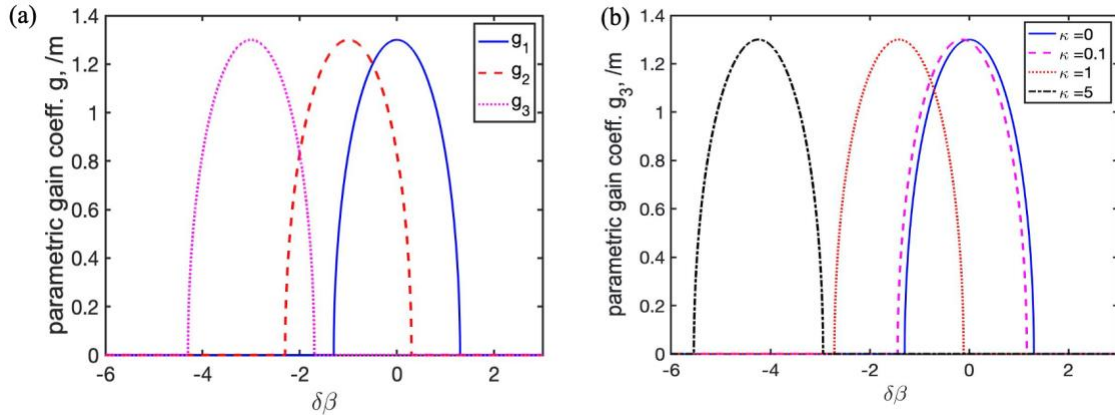 (a)
1.4
1.2
1
0.8
0.6
0.4
0.2
0
-6
-4
-2
0
2
parametric gain coeff. g, /m
δβ
g1
g2
g3
(b)
1.4
1.2
1
0.8
0.6
0.4
0.2
0
-6
-4
-2
0
2
parametric gain coeff. g3, /m
δβ
κ =0
κ =0.1
κ =1
κ =5